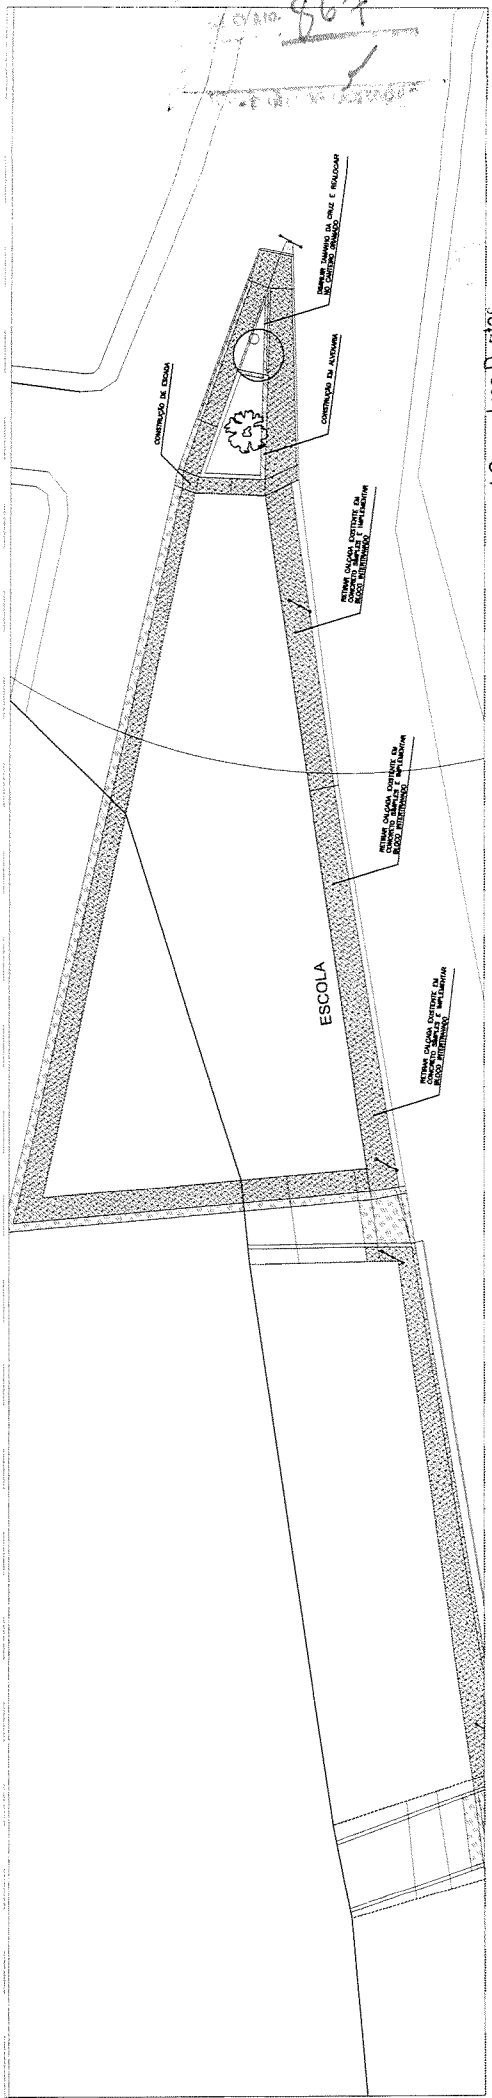 867
DIMINUIR TAMANHO DA CRUZ E REALOCAR
NO CANTEIRO GRAMADO
CONSTRUÇÃO DE ESCADA
CONSTRUÇÃO EM ALVENARIA
RETIRAR CALÇADA EXISTENTE EM
CONCRETO SIMPLES E IMPLEMENTAR
BLOCO INTERTRAVADO
RETIRAR CALÇADA EXISTENTE EM
CONCRETO SIMPLES E IMPLEMENTAR
BLOCO INTERTRAVADO
ESCOLA
RETIRAR CALÇADA EXISTENTE EM
CONCRETO SIMPLES E IMPLEMENTAR
BLOCO INTERTRAVADO